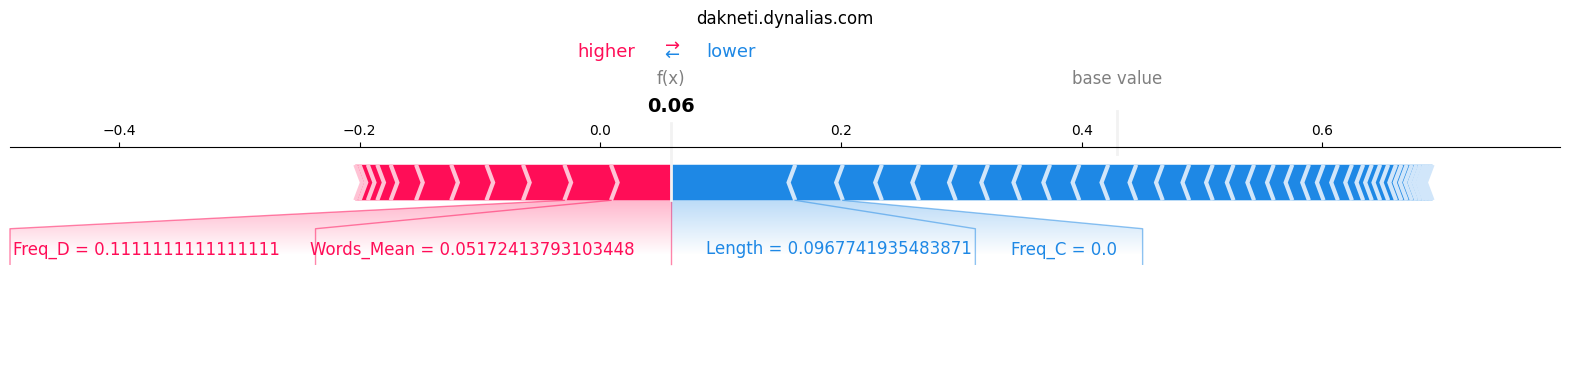 dakneti.dynalias.com
higher ⇄ lower
f(x) base value
0.06
−0.4 −0.2 0.0 0.2 0.4 0.6
Freq_D = 0.1111111111111111 Words_Mean = 0.05172413793103448 Length = 0.0967741935483871 Freq_C = 0.0